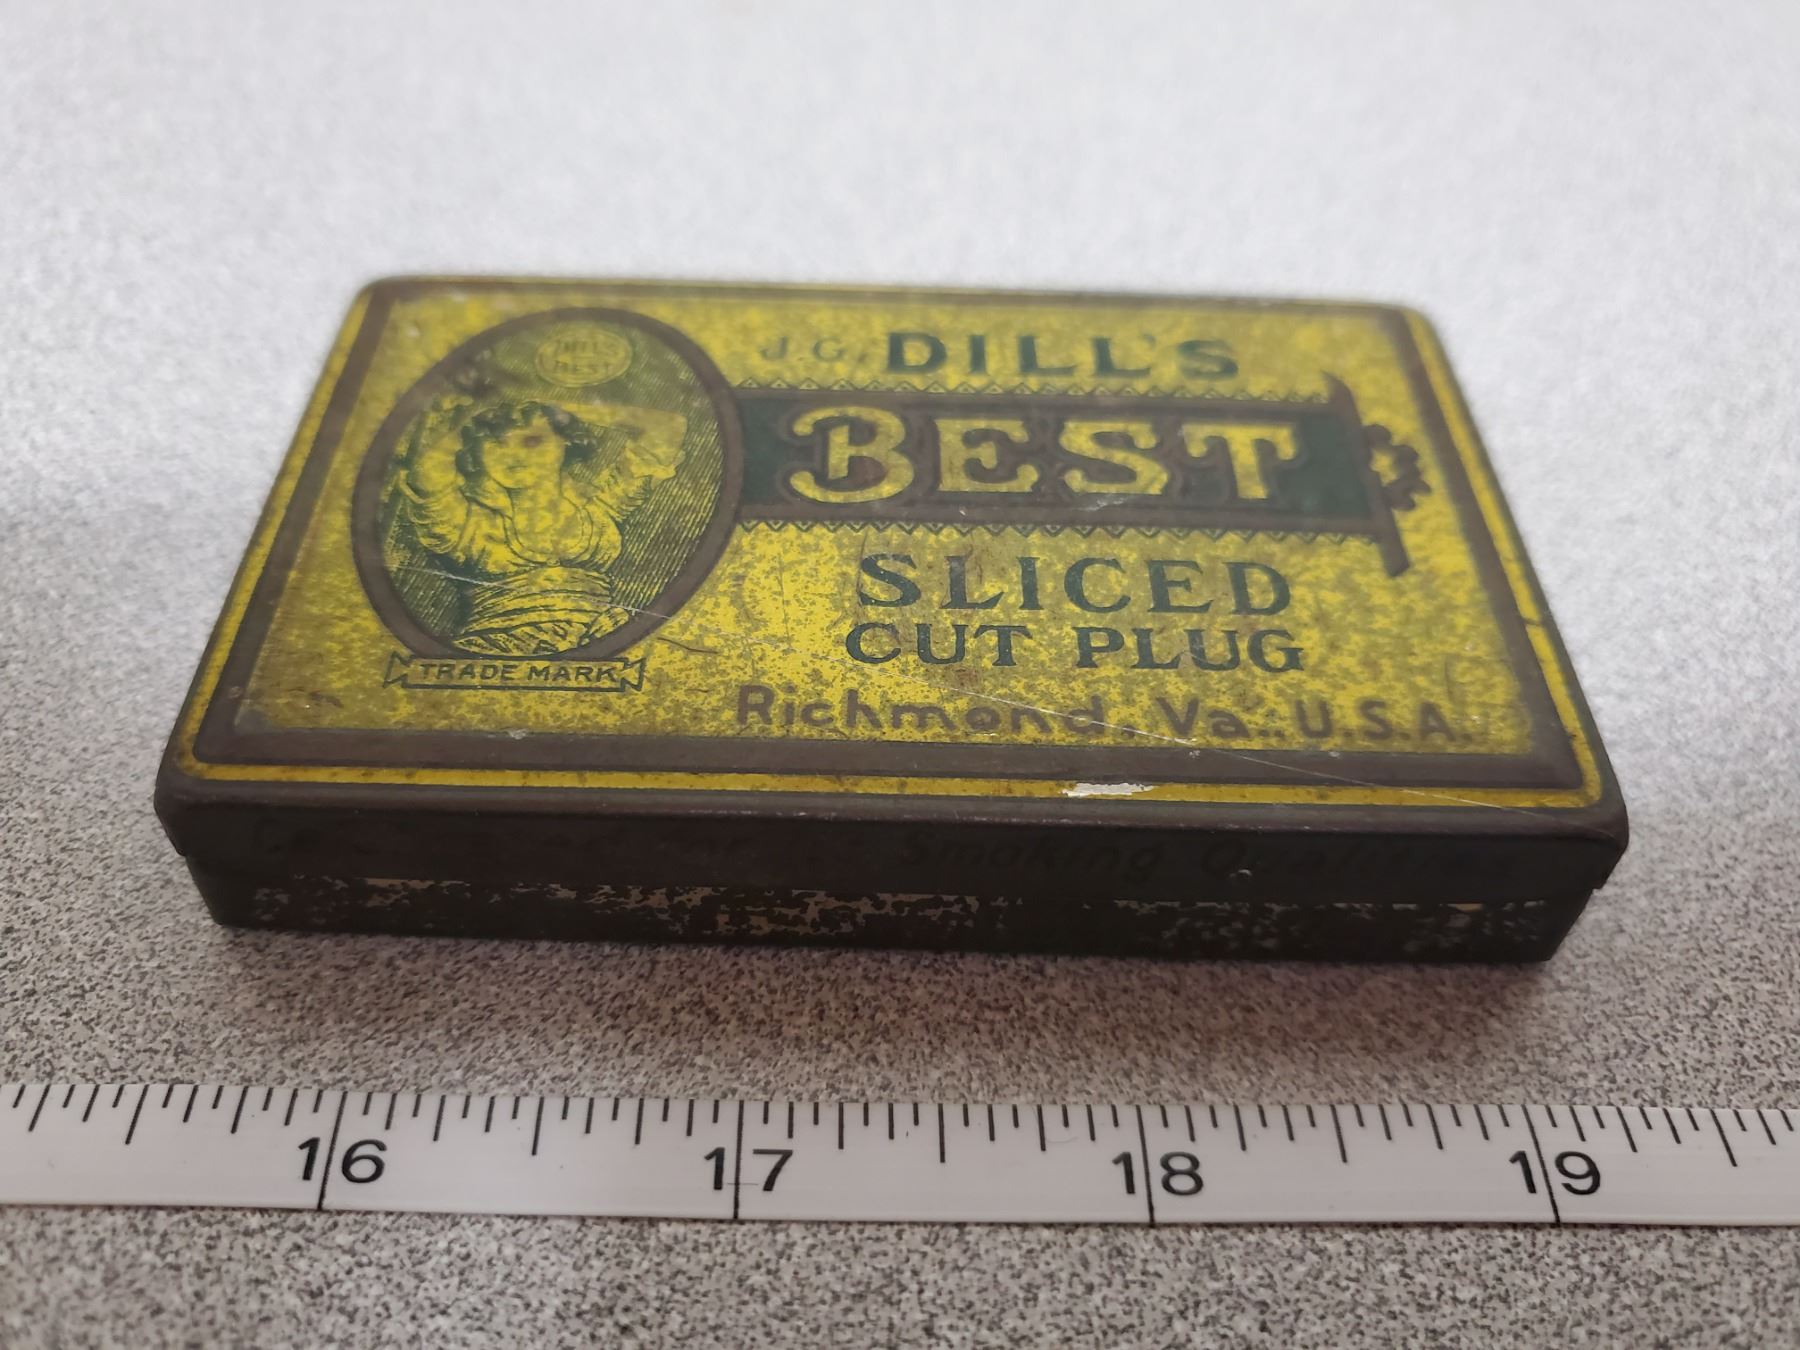 DILL'S
BEST
J.G. DILL'S
BEST
SLICED
CUT PLUG
TRADE MARK
Richmond, Va., U.S.A.
Smoking Qualities
16 17 18 19